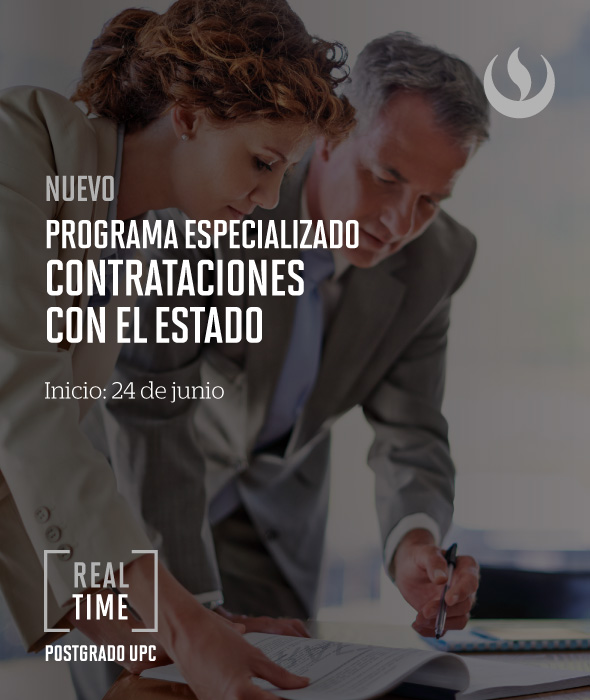 NUEVO
PROGRAMA ESPECIALIZADO
CONTRATACIONES
CON EL ESTADO
Inicio: 24 de junio
REAL
TIME
POSTGRADO UPC